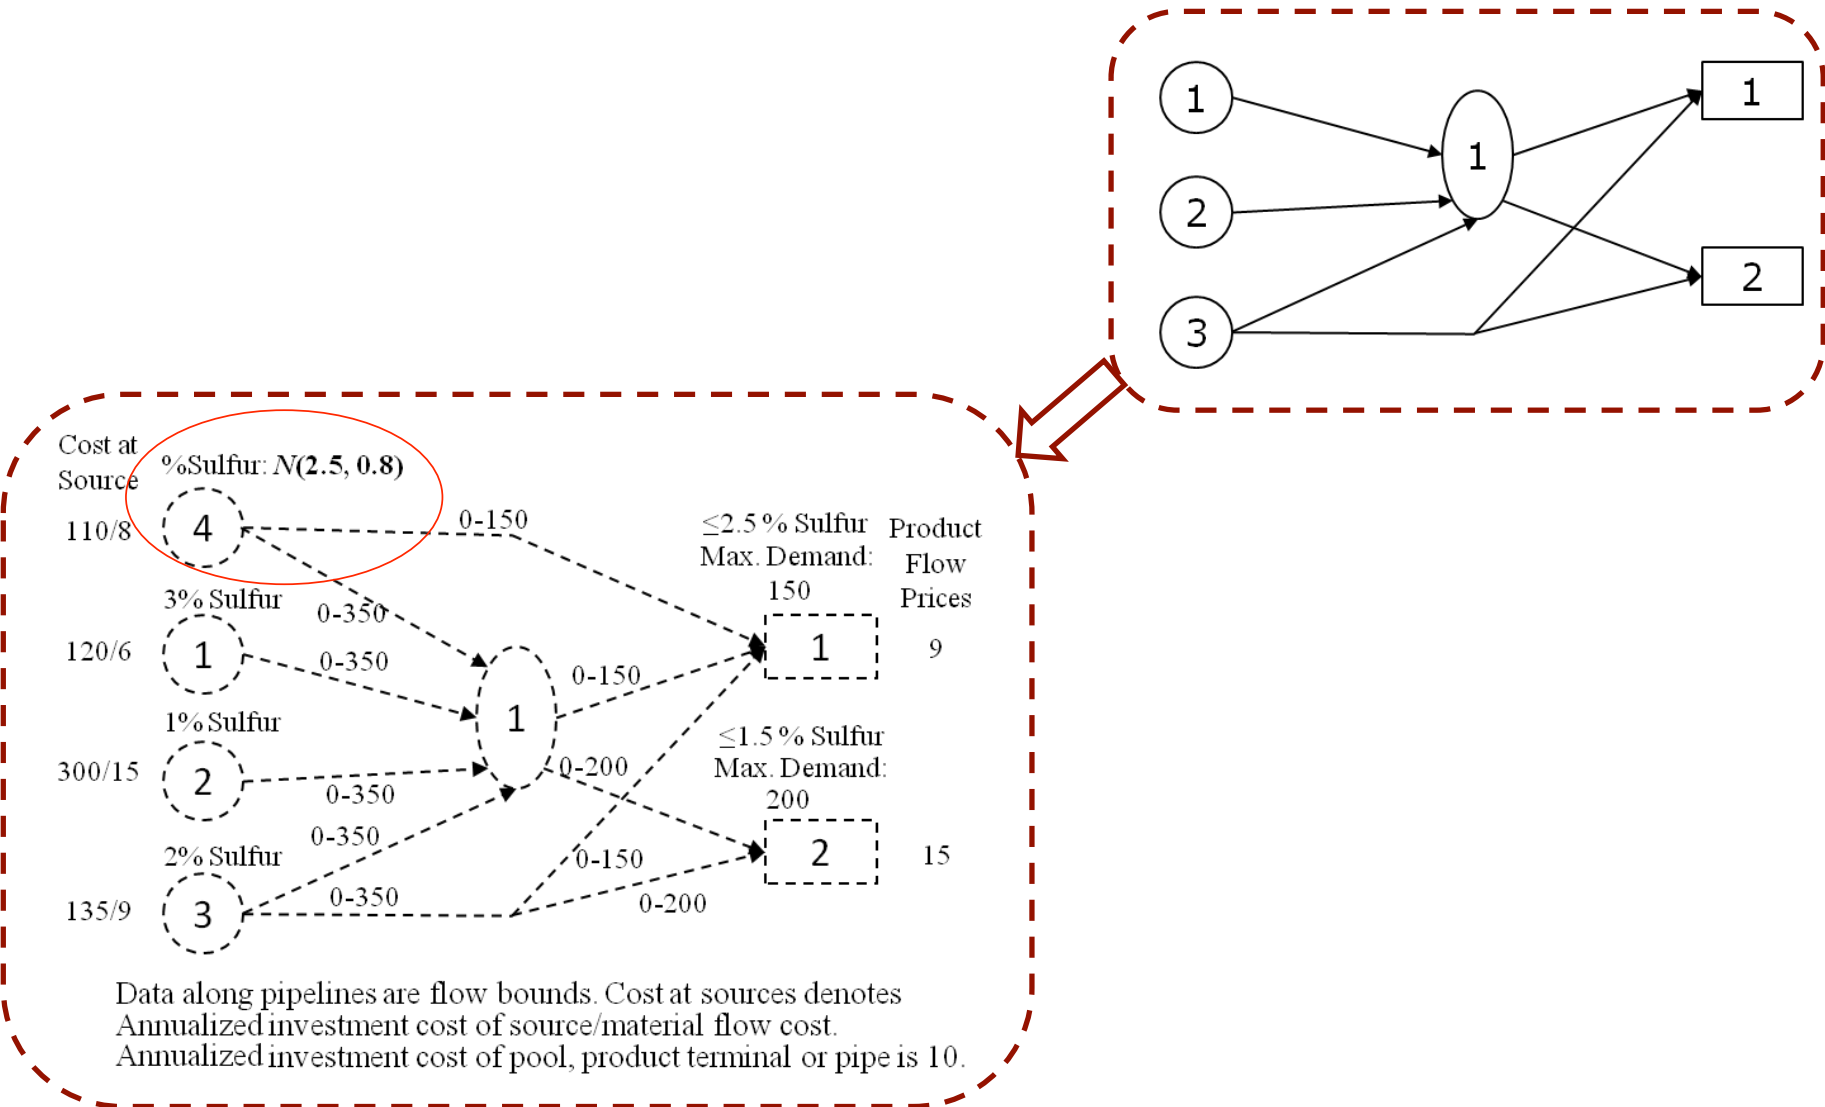 1
1
1
2
2
3
Cost at
Source
%Sulfur: N(2.5, 0.8)
110/8
4
0-150
≤2.5 % Sulfur
Max. Demand:
150
Product
Flow
Prices
3% Sulfur
0-350
120/6
1
0-350
0-150
1
9
1% Sulfur
1
≤1.5 % Sulfur
Max. Demand:
200
300/15
2
0-350
0-200
0-350
2% Sulfur
0-150
2
15
135/9
3
0-350
0-200
Data along pipelines are flow bounds. Cost at sources denotes
Annualized investment cost of source/material flow cost.
Annualized investment cost of pool, product terminal or pipe is 10.